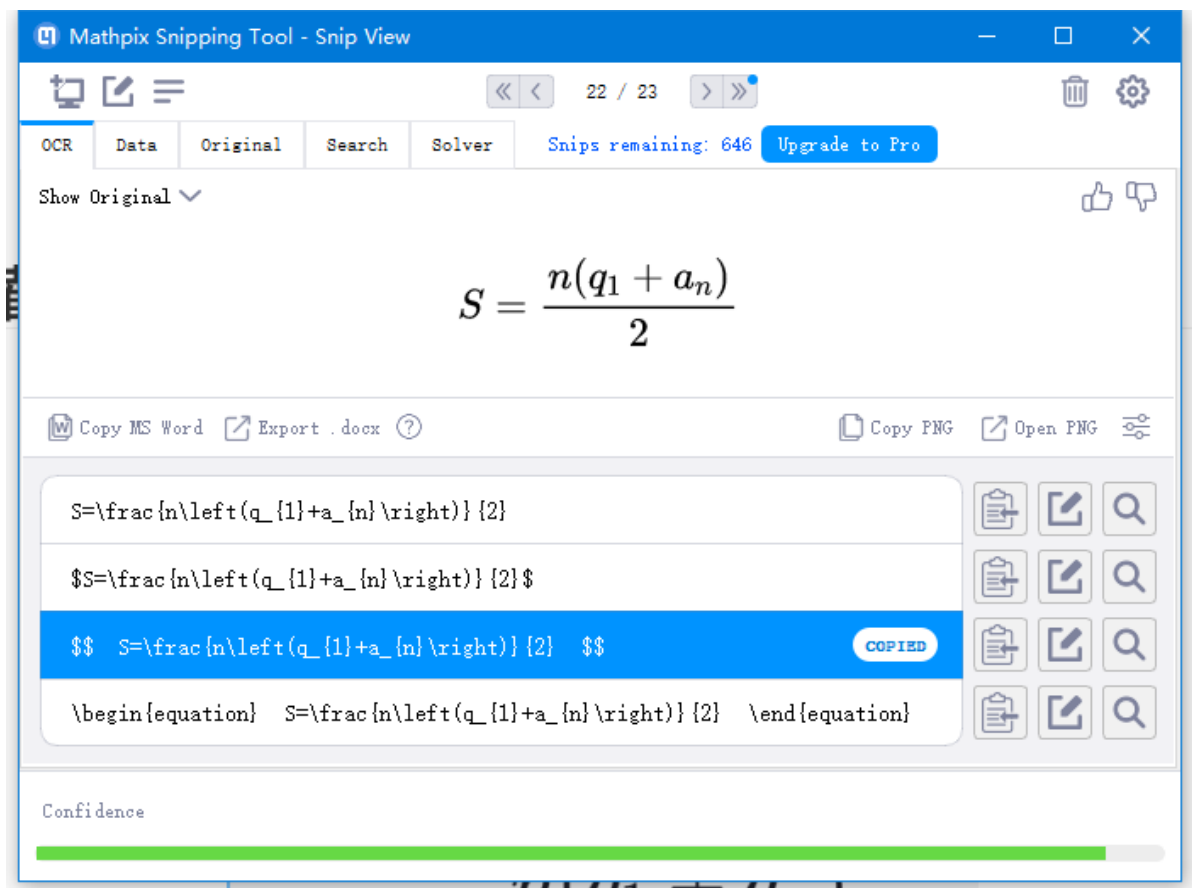 Mathpix Snipping Tool - Snip View
22 / 23
OCR Data Original Search Solver Snips remaining: 646 Upgrade to Pro
Show Original
S = \frac{n(q_1 + a_n)}{2}
Copy MS Word Export .docx ? Copy PNG Open PNG
S=\frac{n\left(q_{1}+a_{n}\right)}{2}
$S=\frac{n\left(q_{1}+a_{n}\right)}{2}$
$$ S=\frac{n\left(q_{1}+a_{n}\right)}{2} $$ COPIED
\begin{equation} S=\frac{n\left(q_{1}+a_{n}\right)}{2} \end{equation}
Confidence